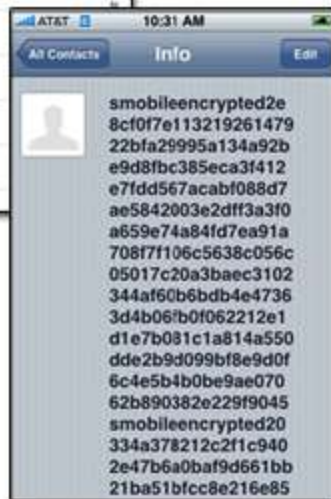 AT&T E 10:31 AM
All Contacts Info Edit
smobileencrypted2e
8cf0f7e113219261479
22bfa29995a134a92b
e9d8fbc385eca3f412
e7fdd567acabf088d7
ae5842003e2dff3a3f0
a659e74a84fd7ea91a
708f7f106c5638c056c
05017c20a3baec3102
344af60b6bdb4e4736
3d4b06fb0f062212e1
d1e7b081c1a814a550
dde2b9d099bf8e9d0f
6c4e5b4b0be9ae070
62b890382e229f9045
smobileencrypted20
334a378212c2f1c940
2e47b6a0baf9d661bb
21ba51bfcc8e216e85